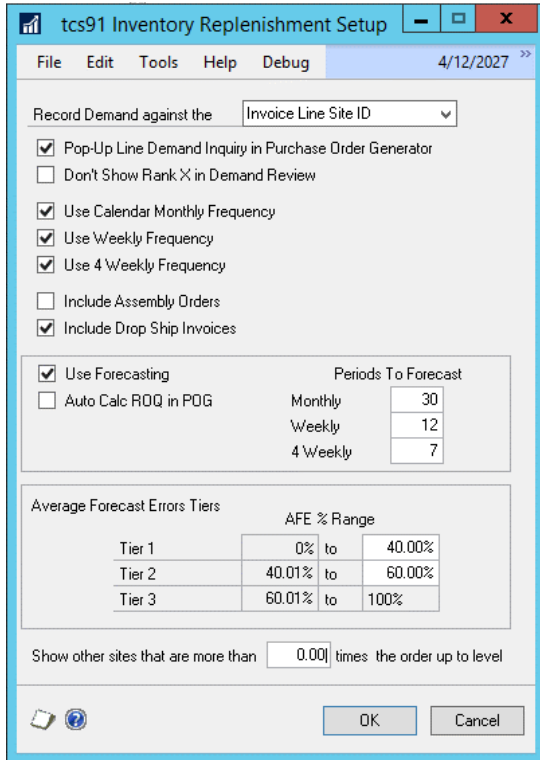 tcs91 Inventory Replenishment Setup
File Edit Tools Help Debug 4/12/2027 »
Record Demand against the Invoice Line Site ID
Pop-Up Line Demand Inquiry in Purchase Order Generator
Don't Show Rank X in Demand Review
Use Calendar Monthly Frequency
Use Weekly Frequency
Use 4 Weekly Frequency
Include Assembly Orders
Include Drop Ship Invoices
Use Forecasting Periods To Forecast
Auto Calc ROQ in POG Monthly 30
Weekly 12
4 Weekly 7
Average Forecast Errors Tiers
AFE % Range
Tier 1 0% to 40.00%
Tier 2 40.01% to 60.00%
Tier 3 60.01% to 100%
Show other sites that are more than 0.00 times the order up to level
OK Cancel